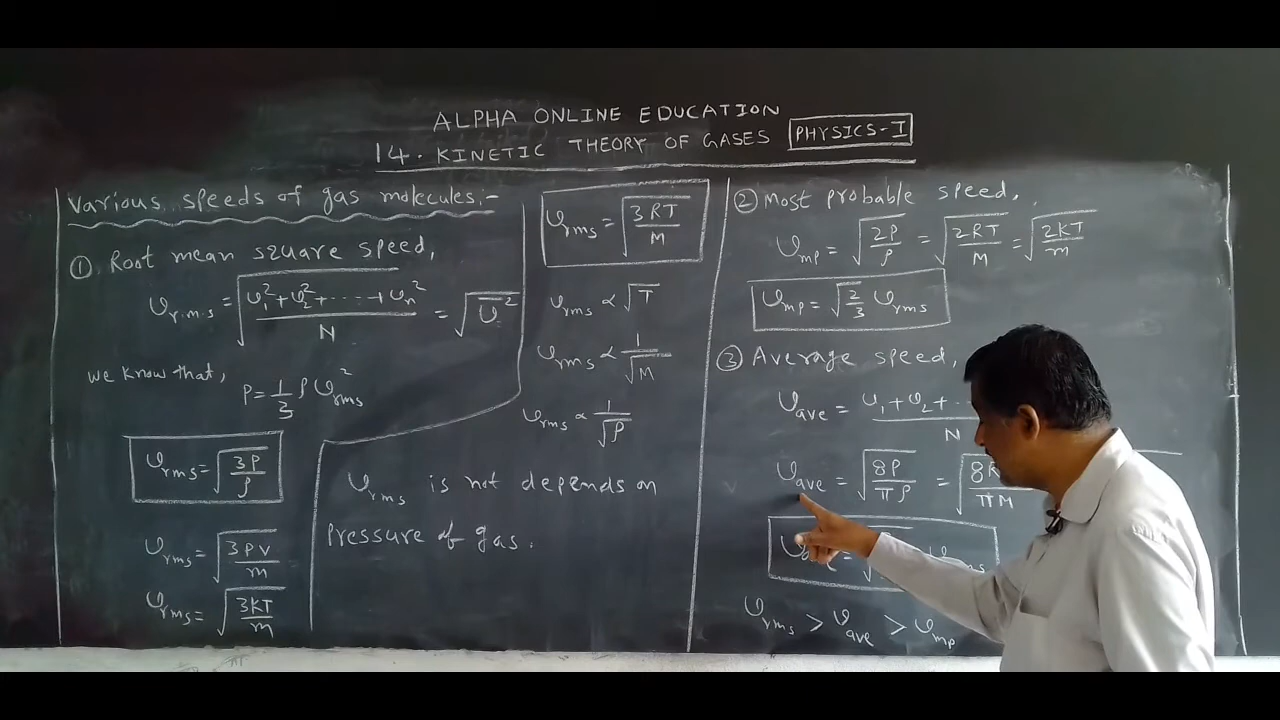 ALPHA ONLINE EDUCATION
14. KINETIC THEORY OF GASES PHYSICS-I
Various speeds of gas molecules:-
① Root mean square speed,
υr.m.s = √((υ₁²+υ₂²+-----+υn²)/N) = √(ῡ²)
we know that,
P = 1/3 ρ υrms²
υrms = √(3P/ρ)
υrms = √(3PV/m)
υrms = √(3KT/m)
υrms = √(3RT/M)
υrms ∝ √T
υrms ∝ 1/√M
υrms ∝ 1/√ρ
υrms is not depends on
Pressure of gas.
② Most probable speed,
υmp = √(2P/ρ) = √(2RT/M) = √(2KT/m)
υmp = √(2/3) υrms
③ Average speed,
υave = υ₁+υ₂+ / N
υave = √(8P/πρ) = √(8R/πM
υrms > υave > υmp